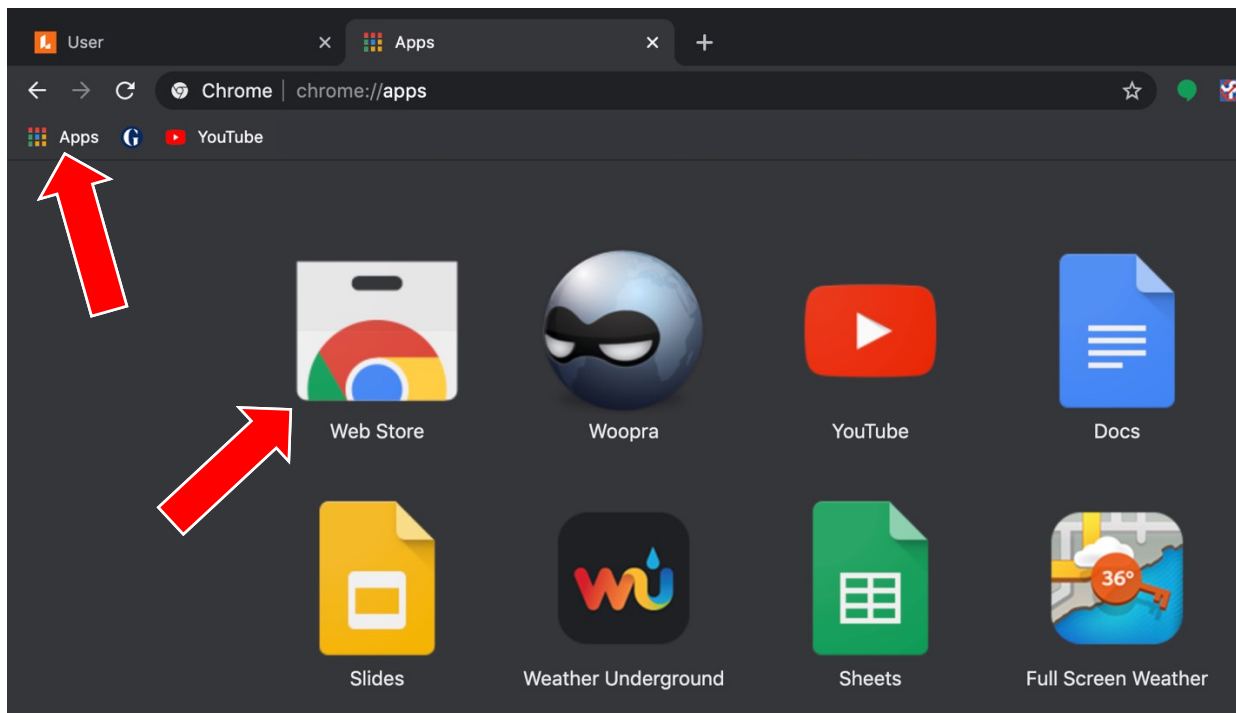 User
Apps
Chrome | chrome://apps
Apps G YouTube
Web Store Woopra YouTube Docs
36°
Slides Weather Underground Sheets Full Screen Weather